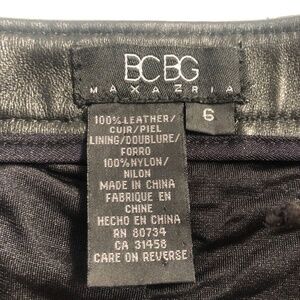 BCBG
MAXAZRIA
6
100% LEATHER/
CUIR/PIEL
LINING/DOUBLURE/
FORRO
100% NYLON/
NILON
MADE IN CHINA
FABRIQUE EN
CHINE
HECHO EN CHINA
RN 80734
CA 31458
CARE ON REVERSE